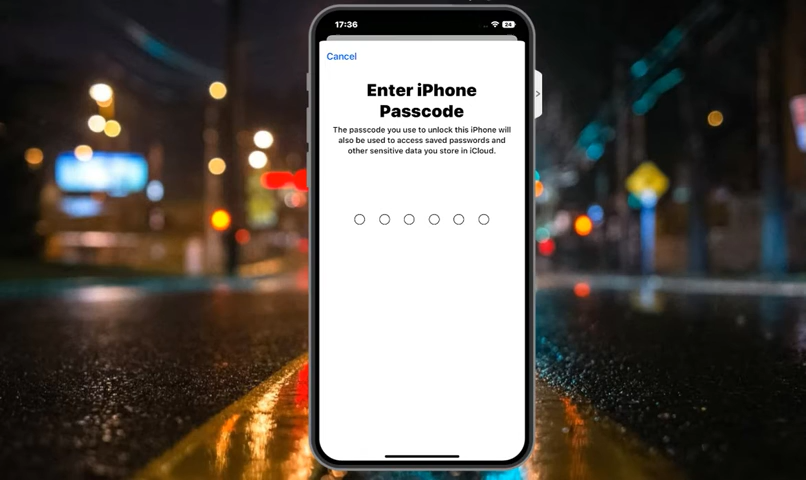 17:36
24
Cancel
Enter iPhone
Passcode
The passcode you use to unlock this iPhone will
also be used to access saved passwords and
other sensitive data you store in iCloud.